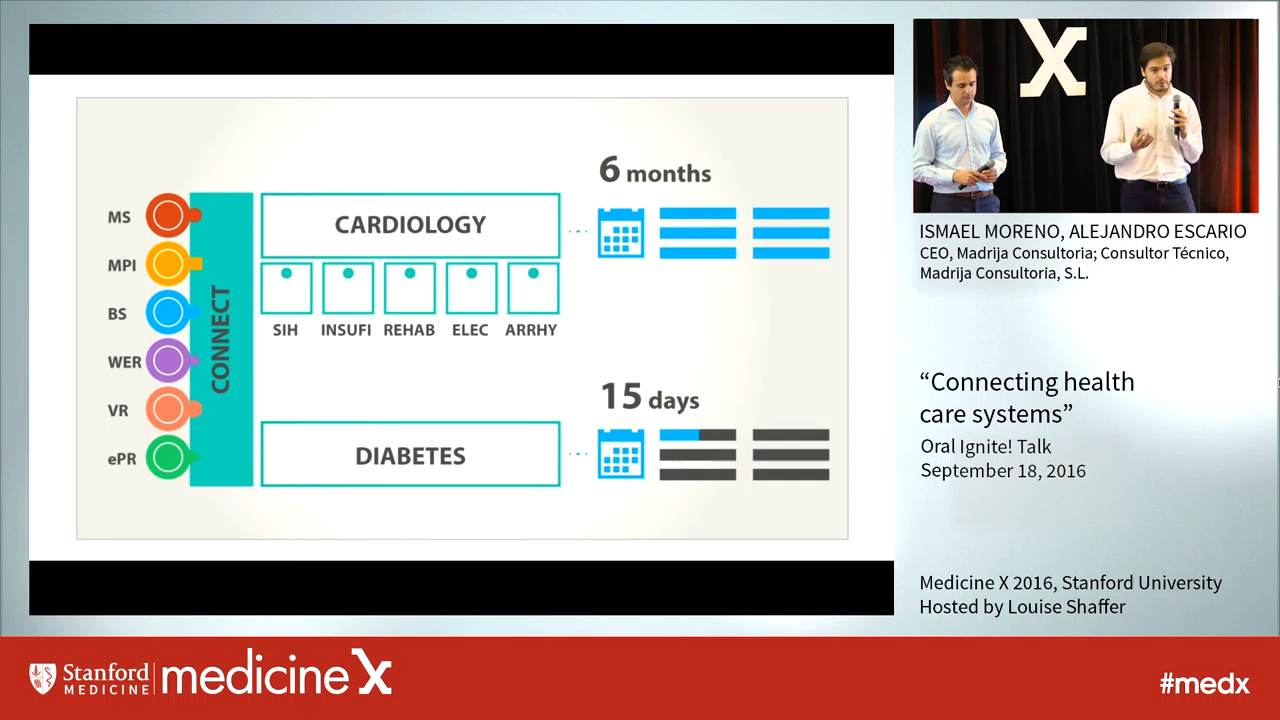 6 months
MS
MPI
BS
WER
VR
ePR
CONNECT
CARDIOLOGY
SIH INSUFI REHAB ELEC ARRHY
15 days
DIABETES
X
ISMAEL MORENO, ALEJANDRO ESCARIO
CEO, Madrija Consultoria; Consultor Técnico,
Madrija Consultoria, S.L.
“Connecting health
care systems”
Oral Ignite! Talk
September 18, 2016
Medicine X 2016, Stanford University
Hosted by Louise Shaffer
Stanford
MEDICINE
medicine X
#medx